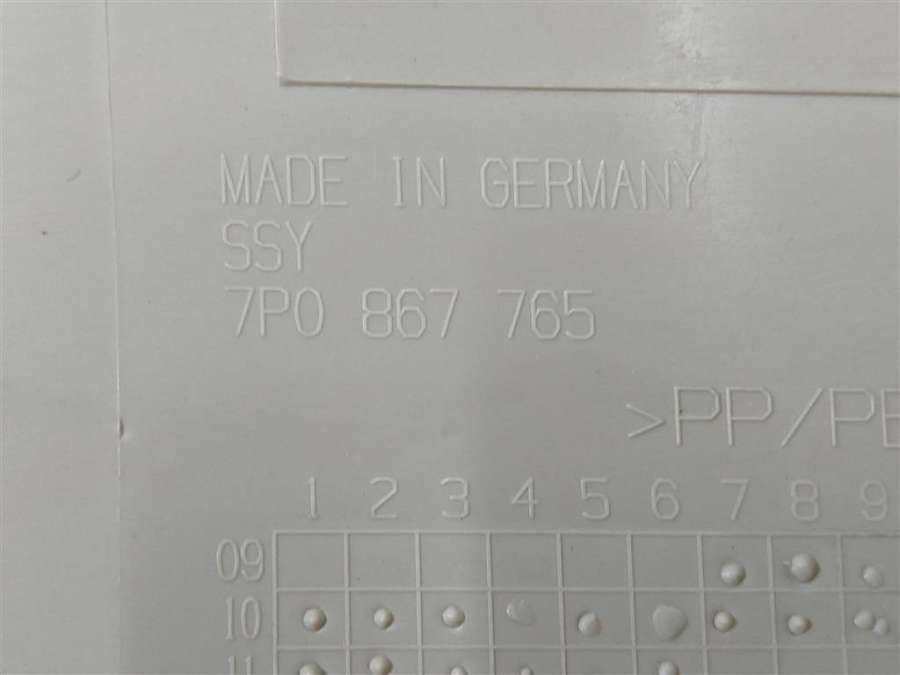 MADE IN GERMANY
SSY
7P0 867 765
>PP/PE
1 2 3 4 5 6 7 8 9
09
10
11